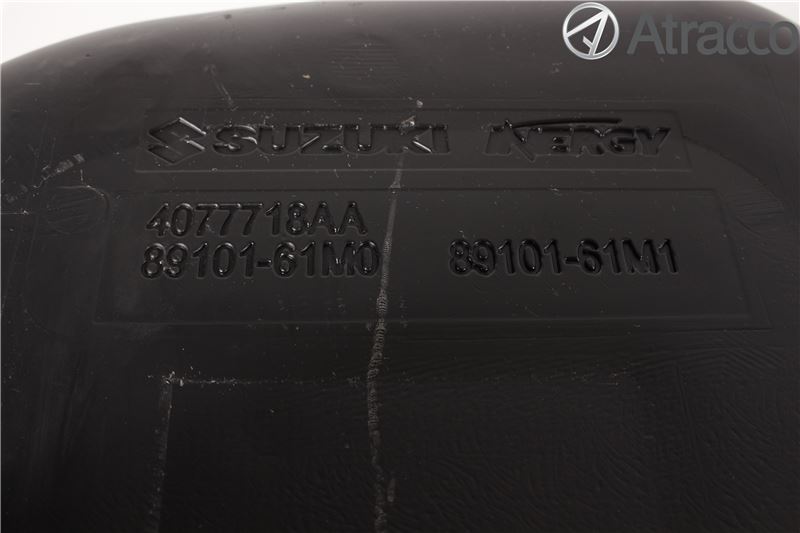 Atracco
SUZUKI INERGY
4077718AA
89101-61M0 89101-61M1